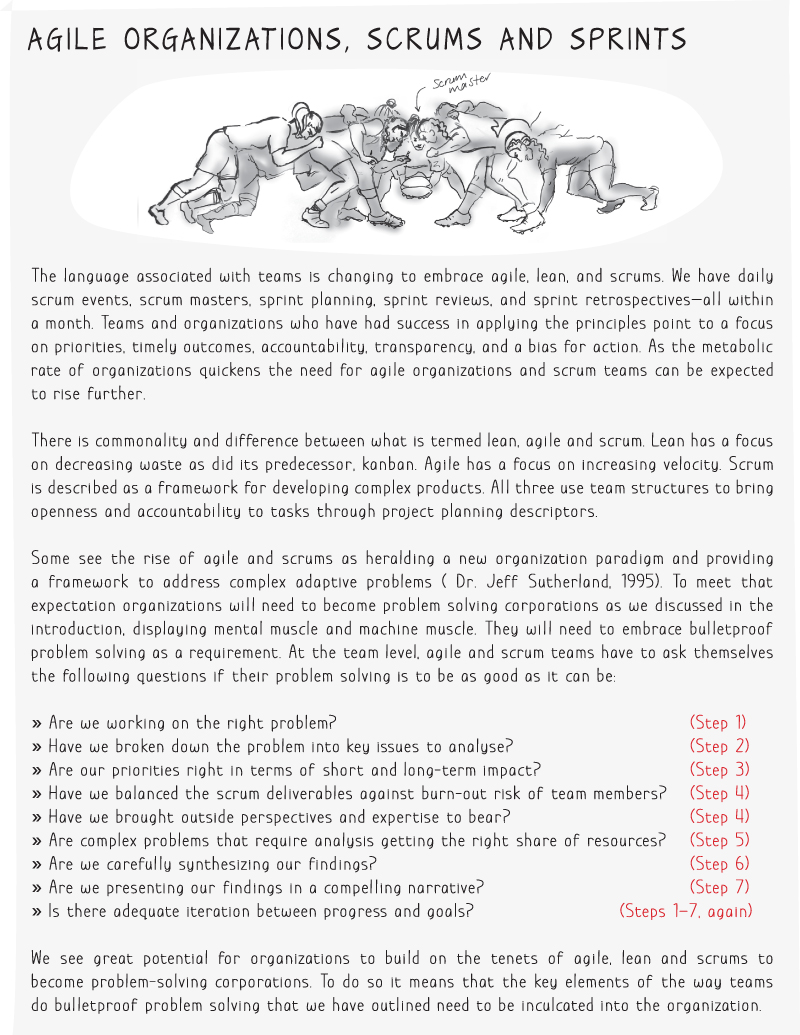 AGILE ORGANIZATIONS, SCRUMS AND SPRINTS
scrum
master
The language associated with teams is changing to embrace agile, lean, and scrums. We have daily
scrum events, scrum masters, sprint planning, sprint reviews, and sprint retrospectives—all within
a month. Teams and organizations who have had success in applying the principles point to a focus
on priorities, timely outcomes, accountability, transparency, and a bias for action. As the metabolic
rate of organizations quickens the need for agile organizations and scrum teams can be expected
to rise further.
There is commonality and difference between what is termed lean, agile and scrum. Lean has a focus
on decreasing waste as did its predecessor, kanban. Agile has a focus on increasing velocity. Scrum
is described as a framework for developing complex products. All three use team structures to bring
openness and accountability to tasks through project planning descriptors.
Some see the rise of agile and scrums as heralding a new organization paradigm and providing
a framework to address complex adaptive problems ( Dr. Jeff Sutherland, 1995). To meet that
expectation organizations will need to become problem solving corporations as we discussed in the
introduction, displaying mental muscle and machine muscle. They will need to embrace bulletproof
problem solving as a requirement. At the team level, agile and scrum teams have to ask themselves
the following questions if their problem solving is to be as good as it can be:
» Are we working on the right problem? (Step 1)
» Have we broken down the problem into key issues to analyse? (Step 2)
» Are our priorities right in terms of short and long-term impact? (Step 3)
» Have we balanced the scrum deliverables against burn-out risk of team members? (Step 4)
» Have we brought outside perspectives and expertise to bear? (Step 4)
» Are complex problems that require analysis getting the right share of resources? (Step 5)
» Are we carefully synthesizing our findings? (Step 6)
» Are we presenting our findings in a compelling narrative? (Step 7)
» Is there adequate iteration between progress and goals? (Steps 1–7, again)
We see great potential for organizations to build on the tenets of agile, lean and scrums to
become problem-solving corporations. To do so it means that the key elements of the way teams
do bulletproof problem solving that we have outlined need to be inculcated into the organization.